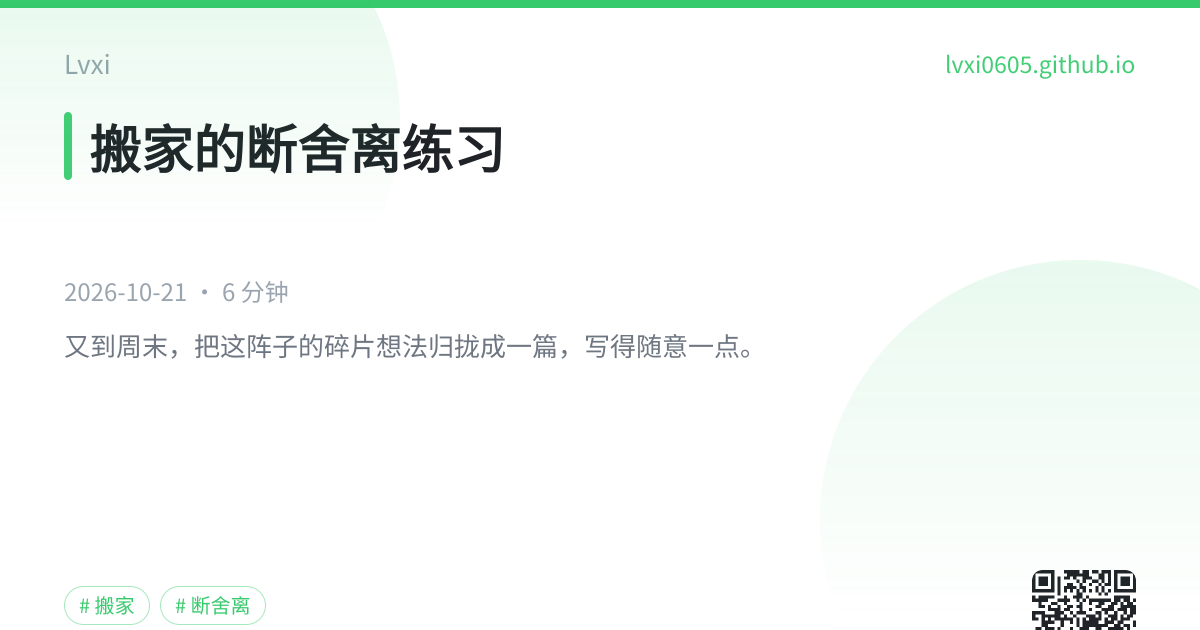 Lvxi
lvxi0605.github.io
搬家的断舍离练习
2026-10-21 · 6 分钟
又到周末，把这阵子的碎片想法归拢成一篇，写得随意一点。
# 搬家
# 断舍离